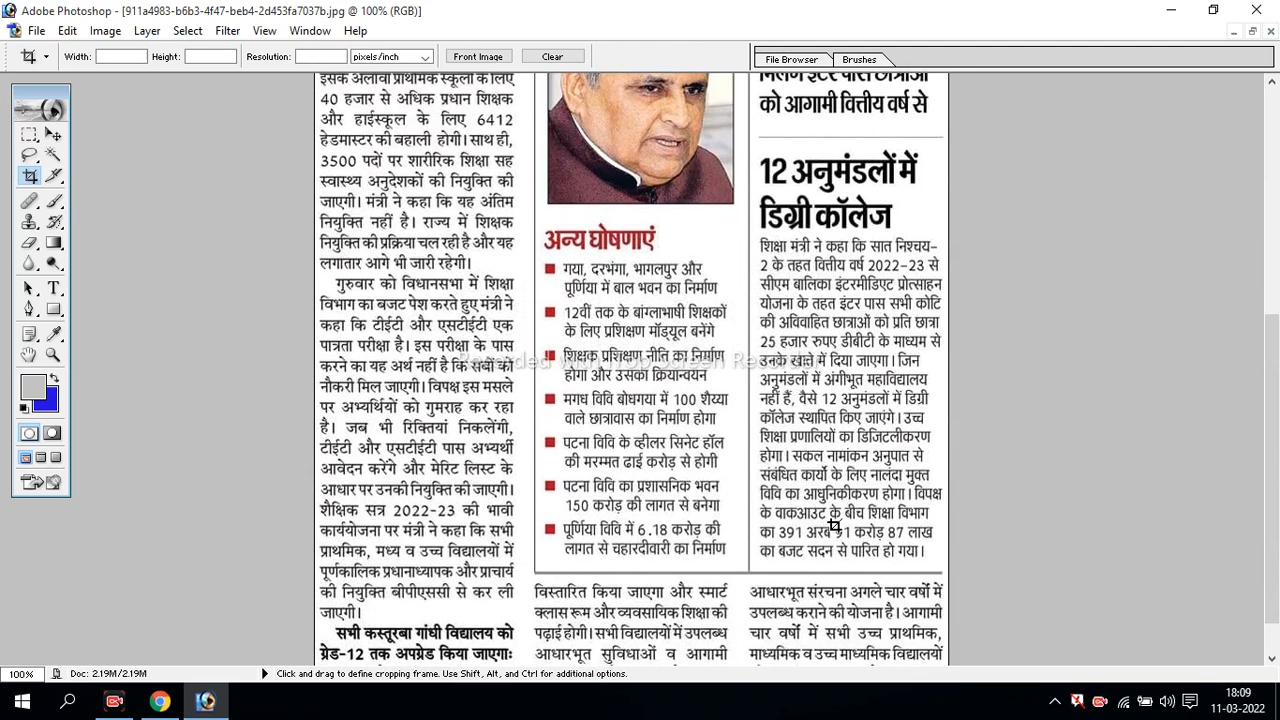 Adobe Photoshop - [911a4983-b6b3-4f47-beb4-2d453fa7037b.jpg @ 100% (RGB)]
File Edit Image Layer Select Filter View Window Help
Width: Height: Resolution: pixels/inch Front Image Clear File Browser Brushes
इसके अलावा प्राथमिक स्कूलों के लिए
40 हजार से अधिक प्रधान शिक्षक
और हाईस्कूल के लिए 6412
हेडमास्टर की बहाली होगी। साथ ही,
3500 पदों पर शारीरिक शिक्षा सह
स्वास्थ्य अनुदेशकों की नियुक्ति की
जाएगी। मंत्री ने कहा कि यह अंतिम
नियुक्ति नहीं है। राज्य में शिक्षक
नियुक्ति की प्रक्रिया चल रही है और यह
लगातार आगे भी जारी रहेगी।
गुरुवार को विधानसभा में शिक्षा
विभाग का बजट पेश करते हुए मंत्री ने
कहा कि टीईटी और एसटीईटी एक
पात्रता परीक्षा है। इस परीक्षा के पास
करने का यह अर्थ नहीं है कि सबों को
नौकरी मिल जाएगी। विपक्ष इस मसले
पर अभ्यर्थियों को गुमराह कर रहा
है। जब भी रिक्तियां निकलेंगी,
टीईटी और एसटीईटी पास अभ्यर्थी
आवेदन करेंगे और मेरिट लिस्ट के
आधार पर उनकी नियुक्ति की जाएगी।
शैक्षिक सत्र 2022-23 की भावी
कार्ययोजना पर मंत्री ने कहा कि सभी
प्राथमिक, मध्य व उच्च विद्यालयों में
पूर्णकालिक प्रधानाध्यापक और प्राचार्य
की नियुक्ति बीपीएससी से कर ली
जाएगी।
सभी कस्तूरबा गांधी विद्यालय को
ग्रेड-12 तक अपग्रेड किया जाएगाः
अन्य घोषणाएं
गया, दरभंगा, भागलपुर और
पूर्णिया में बाल भवन का निर्माण
12वीं तक के बांग्लाभाषी शिक्षकों
के लिए प्रशिक्षण मॉड्यूल बनेंगे
शिक्षक प्रशिक्षण नीति का निर्माण
होगा और उसका क्रियान्वयन
मगध विवि बोधगया में 100 शैय्या
वाले छात्रावास का निर्माण होगा
पटना विवि के व्हीलर सिनेट हॉल
की मरम्मत ढाई करोड़ से होगी
पटना विवि का प्रशासनिक भवन
150 करोड़ की लागत से बनेगा
पूर्णिया विवि में 6.18 करोड़ की
लागत से चहारदीवारी का निर्माण
विस्तारित किया जाएगा और स्मार्ट
क्लास रूम और व्यवसायिक शिक्षा की
पढ़ाई होगी। सभी विद्यालयों में उपलब्ध
आधारभूत सुविधाओं व आगामी
इंटर पास छात्राओं
को आगामी वित्तीय वर्ष से
12 अनुमंडलों में
डिग्री कॉलेज
शिक्षा मंत्री ने कहा कि सात निश्चय-
2 के तहत वित्तीय वर्ष 2022-23 से
सीएम बालिका इंटरमीडिएट प्रोत्साहन
योजना के तहत इंटर पास सभी कोटि
की अविवाहित छात्राओं को प्रति छात्रा
25 हजार रुपए डीबीटी के माध्यम से
उनके खाते में दिया जाएगा। जिन
अनुमंडलों में अंगीभूत महाविद्यालय
नहीं हैं, वैसे 12 अनुमंडलों में डिग्री
कॉलेज स्थापित किए जाएंगे। उच्च
शिक्षा प्रणालियों का डिजिटलीकरण
होगा। सकल नामांकन अनुपात से
संबंधित कार्यो के लिए नालंदा मुक्त
विवि का आधुनिकीकरण होगा। विपक्ष
के वाकआउट के बीच शिक्षा विभाग
का 391 अरब 91 करोड़ 87 लाख
का बजट सदन से पारित हो गया।
आधारभूत संरचना अगले चार वर्षों में
उपलब्ध कराने की योजना है। आगामी
चार वर्षों में सभी उच्च प्राथमिक,
माध्यमिक व उच्च माध्यमिक विद्यालयों
Recorded with iTop Screen Recorder
100% Doc: 2.19M/2.19M Click and drag to define cropping frame. Use Shift, Alt, and Ctrl for additional options.
18:09
11-03-2022